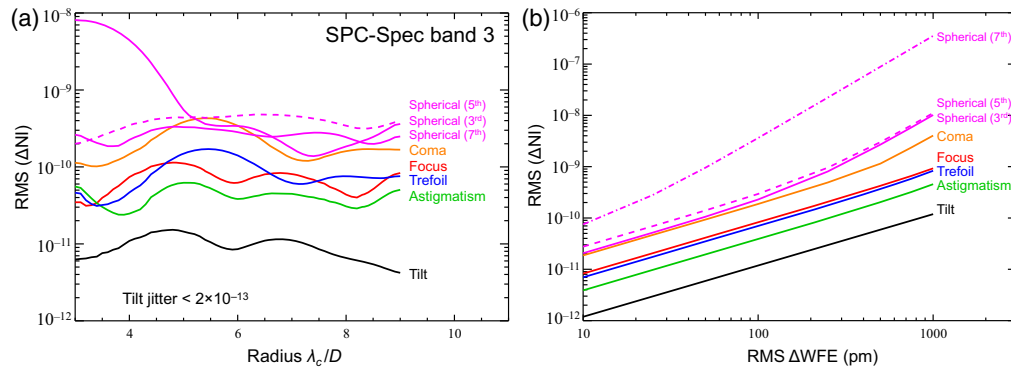 (a)
SPC-Spec band 3
10⁻⁸
10⁻⁹
10⁻¹⁰
10⁻¹¹
10⁻¹²
RMS (ΔNI)
Spherical (5ᵗʰ)
Spherical (3ʳᵈ)
Spherical (7ᵗʰ)
Coma
Focus
Trefoil
Astigmatism
Tilt
Tilt jitter < 2×10⁻¹³
4 6 8 10
Radius λc/D
(b)
10⁻⁶
10⁻⁷
10⁻⁸
10⁻⁹
10⁻¹⁰
10⁻¹¹
10⁻¹²
RMS (ΔNI)
Spherical (7ᵗʰ)
Spherical (5ᵗʰ)
Spherical (3ʳᵈ)
Coma
Focus
Trefoil
Astigmatism
Tilt
10 100 1000
RMS ΔWFE (pm)